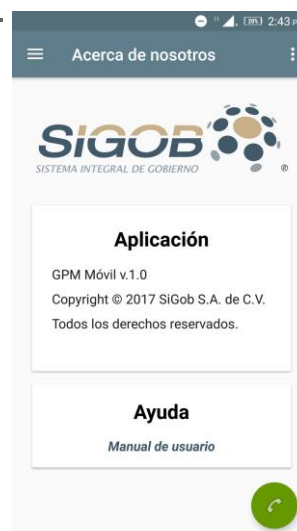 2:43
Acerca de nosotros
SIGOB
SISTEMA INTEGRAL DE GOBIERNO
®
Aplicación
GPM Móvil v.1.0
Copyright © 2017 SiGob S.A. de C.V.
Todos los derechos reservados.
Ayuda
Manual de usuario